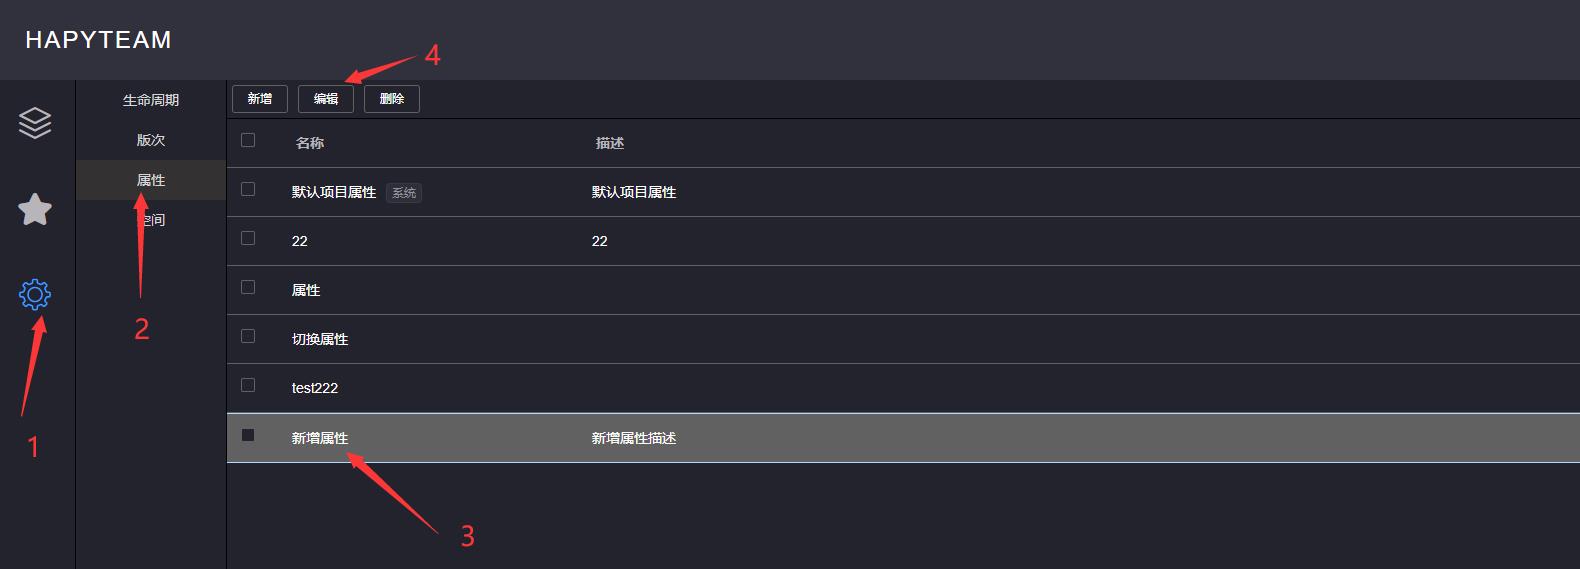 HAPYTEAM
4
生命周期
新增 编辑 删除
版次
名称 描述
属性
默认项目属性 系统 默认项目属性
空间
22 22
属性
2
切换属性
test222
新增属性 新增属性描述
1
3